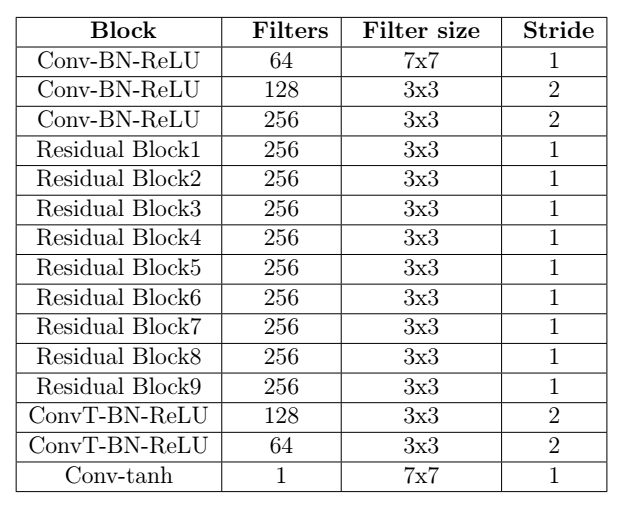 Block Filters Filter size Stride
Conv-BN-ReLU 64 7x7 1
Conv-BN-ReLU 128 3x3 2
Conv-BN-ReLU 256 3x3 2
Residual Block1 256 3x3 1
Residual Block2 256 3x3 1
Residual Block3 256 3x3 1
Residual Block4 256 3x3 1
Residual Block5 256 3x3 1
Residual Block6 256 3x3 1
Residual Block7 256 3x3 1
Residual Block8 256 3x3 1
Residual Block9 256 3x3 1
ConvT-BN-ReLU 128 3x3 2
ConvT-BN-ReLU 64 3x3 2
Conv-tanh 1 7x7 1